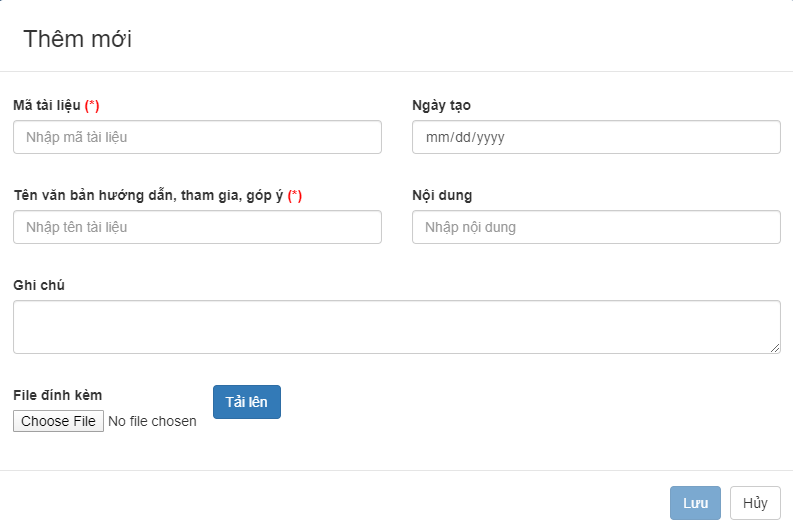 Thêm mới
Mã tài liệu (*)
Ngày tạo
Nhập mã tài liệu
mm/dd/yyyy
Tên văn bản hướng dẫn, tham gia, góp ý (*)
Nội dung
Nhập tên tài liệu
Nhập nội dung
Ghi chú
File đính kèm
Tải lên
Choose File No file chosen
Lưu
Hủy